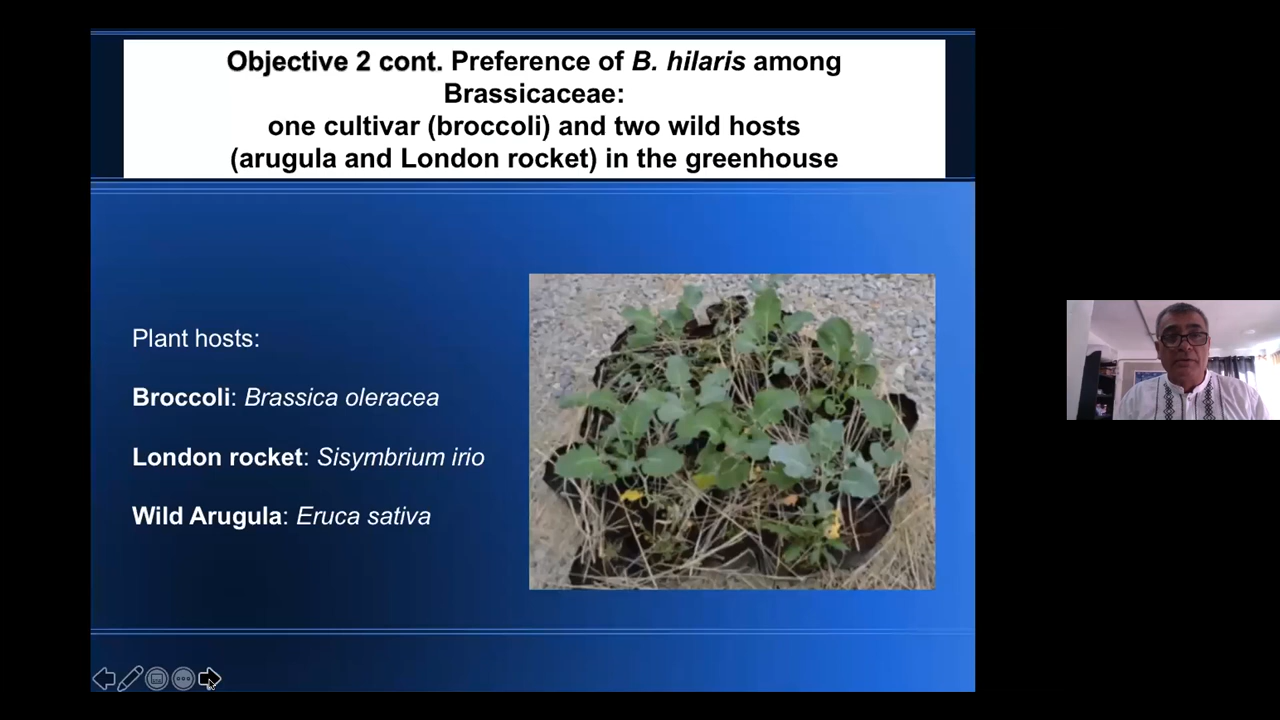 Objective 2 cont. Preference of B. hilaris among
Brassicaceae:
one cultivar (broccoli) and two wild hosts
(arugula and London rocket) in the greenhouse
Plant hosts:
Broccoli: Brassica oleracea
London rocket: Sisymbrium irio
Wild Arugula: Eruca sativa